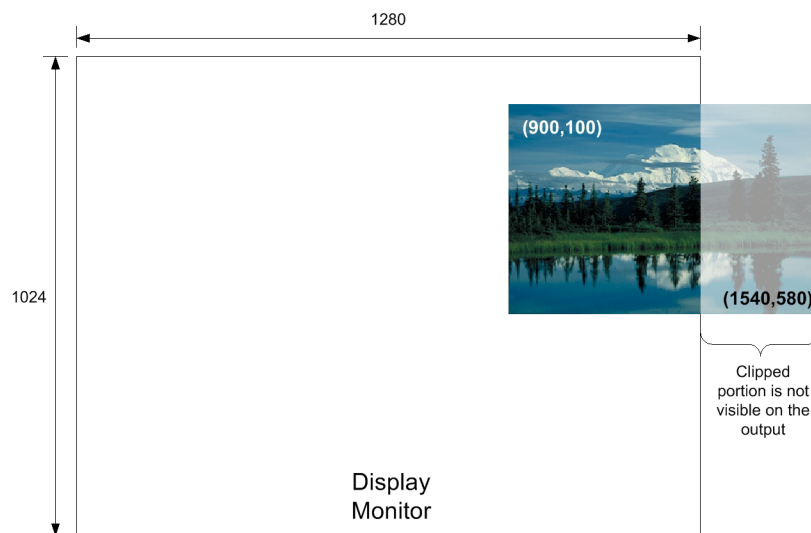 1280
(900,100)
1024
(1540,580)
Clipped
portion is not
visible on the
output
Display
Monitor